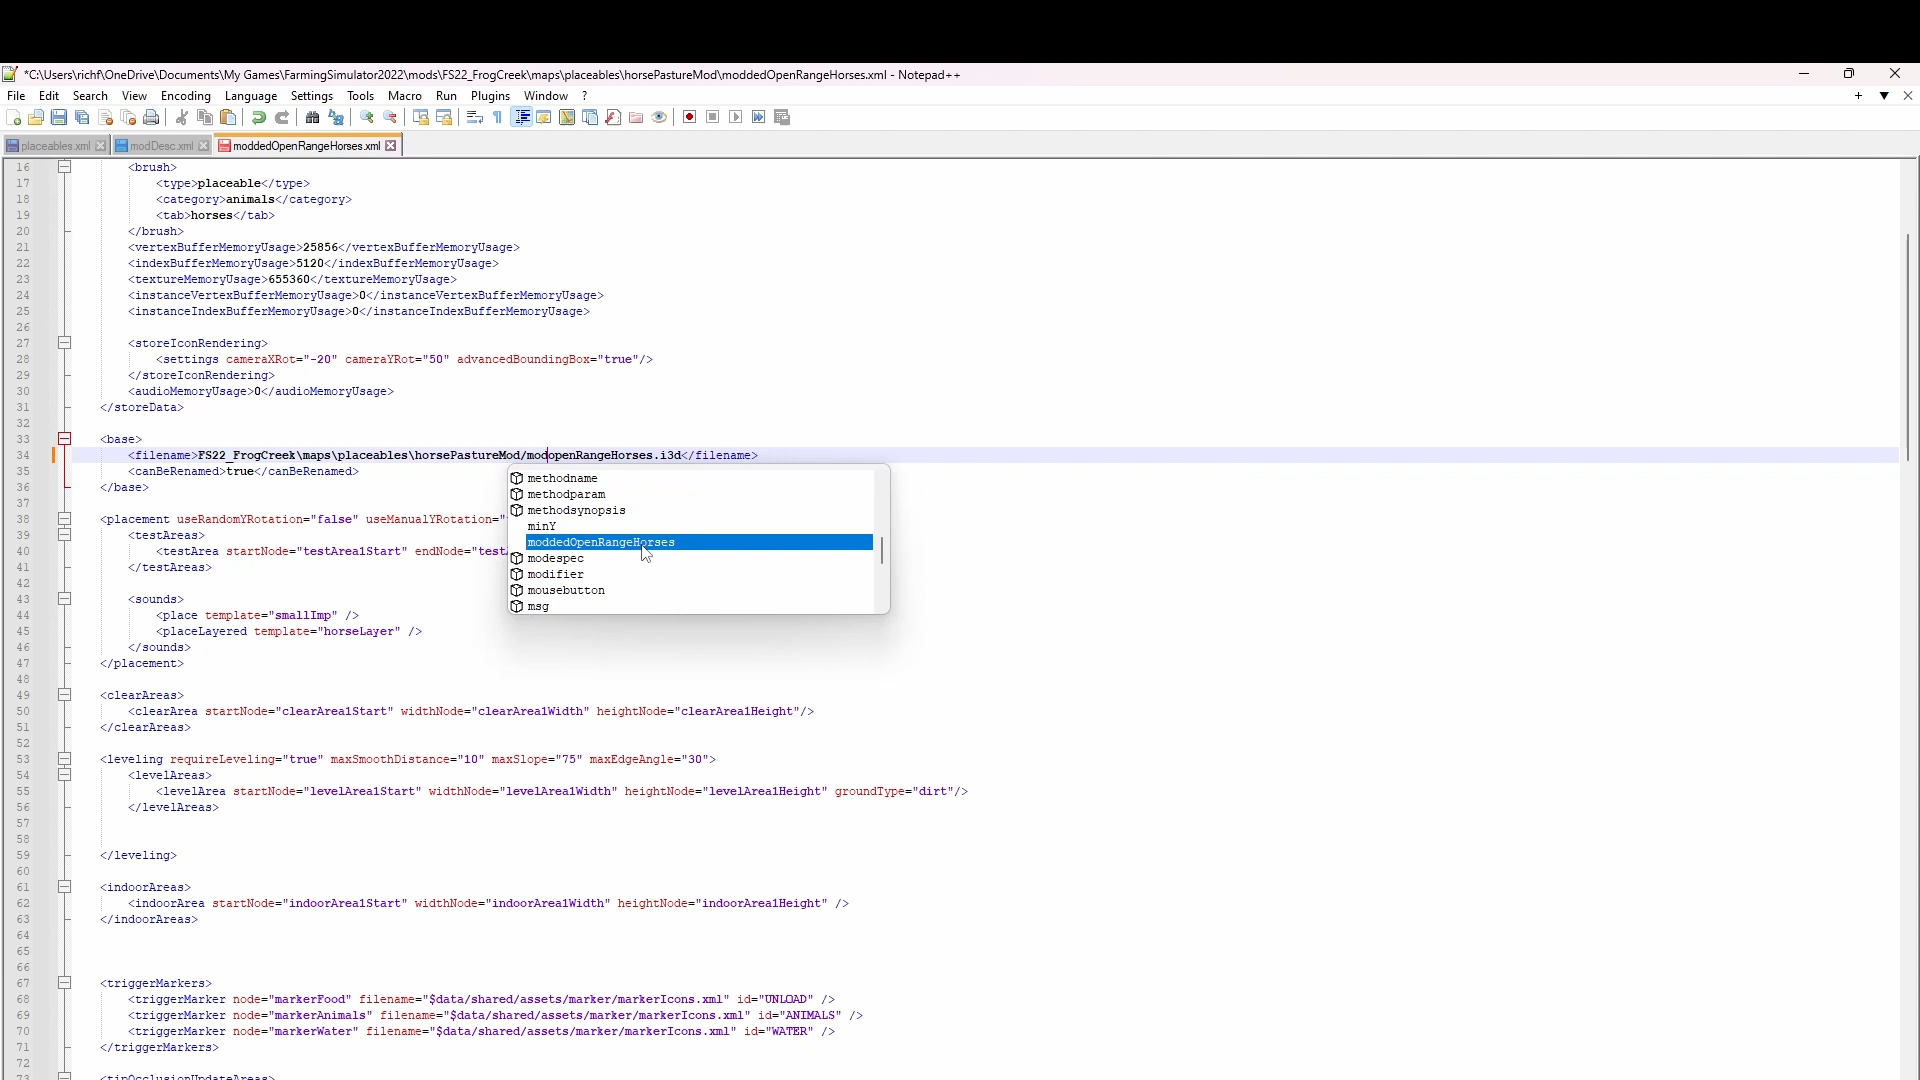 *C:\Users\richf\OneDrive\Documents\My Games\FarmingSimulator2022\mods\FS22_FrogCreek\maps\placeables\horsePastureMod\moddedOpenRangeHorses.xml - Notepad++
File Edit Search View Encoding Language Settings Tools Macro Run Plugins Window ?
placeables.xml modDesc.xml moddedOpenRangeHorses.xml
16 <brush>
17 <type>placeable</type>
18 <category>animals</category>
19 <tab>horses</tab>
20 </brush>
21 <vertexBufferMemoryUsage>25856</vertexBufferMemoryUsage>
22 <indexBufferMemoryUsage>5120</indexBufferMemoryUsage>
23 <textureMemoryUsage>655360</textureMemoryUsage>
24 <instanceVertexBufferMemoryUsage>0</instanceVertexBufferMemoryUsage>
25 <instanceIndexBufferMemoryUsage>0</instanceIndexBufferMemoryUsage>
26
27 <storeIconRendering>
28 <settings cameraXRot="-20" cameraYRot="50" advancedBoundingBox="true"/>
29 </storeIconRendering>
30 <audioMemoryUsage>0</audioMemoryUsage>
31 </storeData>
32
33 <base>
34 <filename>FS22_FrogCreek\maps\placeables\horsePastureMod/modopenRangeHorses.i3d</filename>
35 <canBeRenamed>true</canBeRenamed>
36 </base>
37
38 <placement useRandomYRotation="false" useManualYRotation="
39 <testAreas>
40 <testArea startNode="testArea1Start" endNode="test
41 </testAreas>
42
43 <sounds>
44 <place template="smallImp" />
45 <placeLayered template="horseLayer" />
46 </sounds>
47 </placement>
48
49 <clearAreas>
50 <clearArea startNode="clearArea1Start" widthNode="clearArea1Width" heightNode="clearArea1Height"/>
51 </clearAreas>
52
53 <leveling requireLeveling="true" maxSmoothDistance="10" maxSlope="75" maxEdgeAngle="30">
54 <levelAreas>
55 <levelArea startNode="levelArea1Start" widthNode="levelArea1Width" heightNode="levelArea1Height" groundType="dirt"/>
56 </levelAreas>
57
58
59 </leveling>
60
61 <indoorAreas>
62 <indoorArea startNode="indoorArea1Start" widthNode="indoorArea1Width" heightNode="indoorArea1Height" />
63 </indoorAreas>
64
65
66
67 <triggerMarkers>
68 <triggerMarker node="markerFood" filename="$data/shared/assets/marker/markerIcons.xml" id="UNLOAD" />
69 <triggerMarker node="markerAnimals" filename="$data/shared/assets/marker/markerIcons.xml" id="ANIMALS" />
70 <triggerMarker node="markerWater" filename="$data/shared/assets/marker/markerIcons.xml" id="WATER" />
71 </triggerMarkers>
72
73 <tipOcclusionUpdateAreas>
methodname
methodparam
methodsynopsis
minY
moddedOpenRangeHorses
modespec
modifier
mousebutton
msg